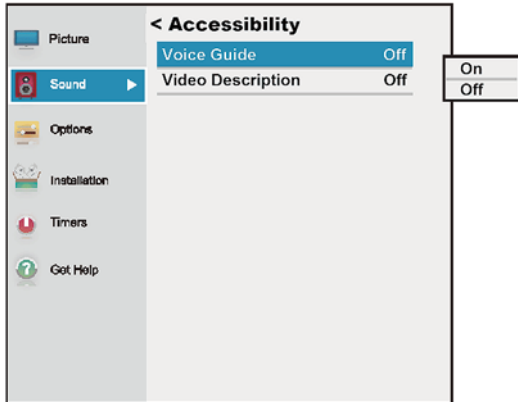 Picture
Sound
Options
Installation
Timers
Get Help
< Accessibility
Voice Guide Off
Video Description Off
On
Off